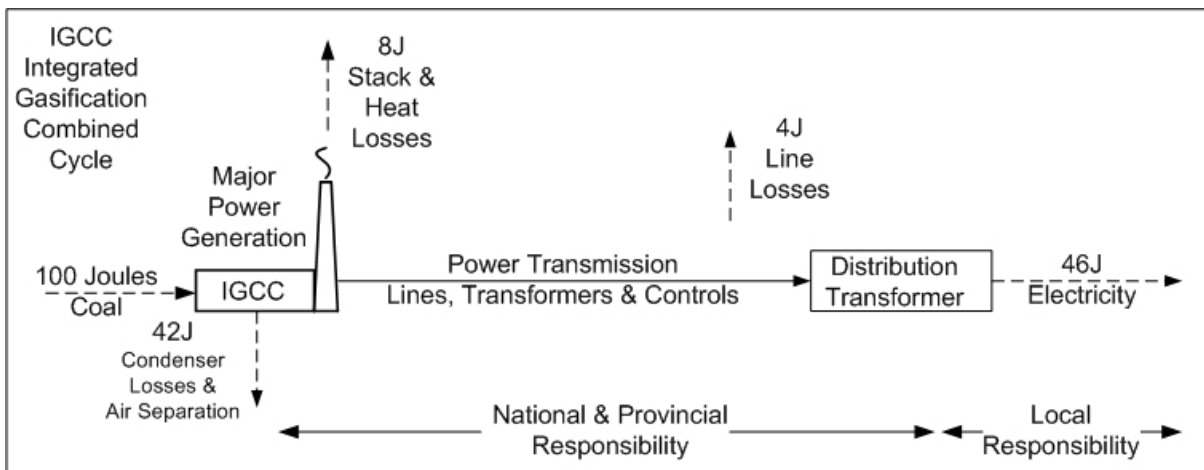 IGCC
Integrated
Gasification
Combined
Cycle
8J
Stack &
Heat
Losses
4J
Line
Losses
Major
Power
Generation
100 Joules
Coal
IGCC
Power Transmission
Lines, Transformers & Controls
Distribution
Transformer
46J
Electricity
42J
Condenser
Losses &
Air Separation
National & Provincial
Responsibility
Local
Responsibility